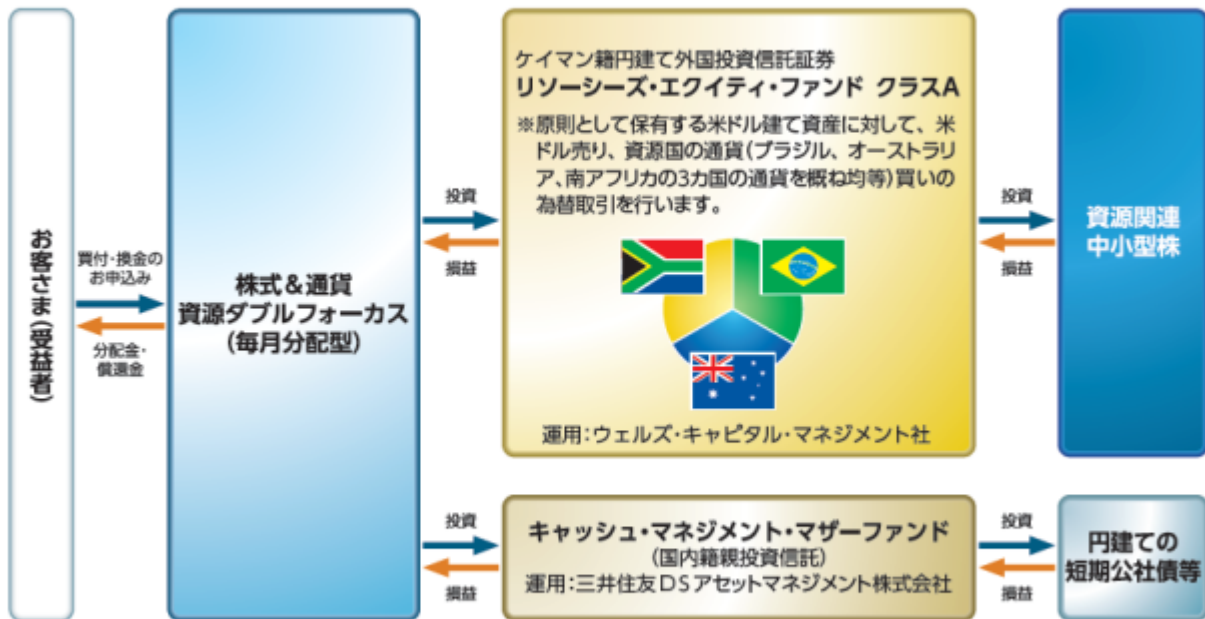 お客さま(受益者)
買付・換金の
お申込み
分配金・
償還金
株式&通貨
資源ダブルフォーカス
(毎月分配型)
投資
損益
ケイマン籍円建て外国投資信託証券
リソーシーズ・エクイティ・ファンド クラスA
※原則として保有する米ドル建て資産に対して、米
ドル売り、資源国の通貨(ブラジル、オーストラリ
ア、南アフリカの3カ国の通貨を概ね均等)買いの
為替取引を行います。
運用:ウェルズ・キャピタル・マネジメント社
投資
損益
資源関連
中小型株
投資
損益
キャッシュ・マネジメント・マザーファンド
(国内籍親投資信託)
運用:三井住友DSアセットマネジメント株式会社
投資
損益
円建ての
短期公社債等